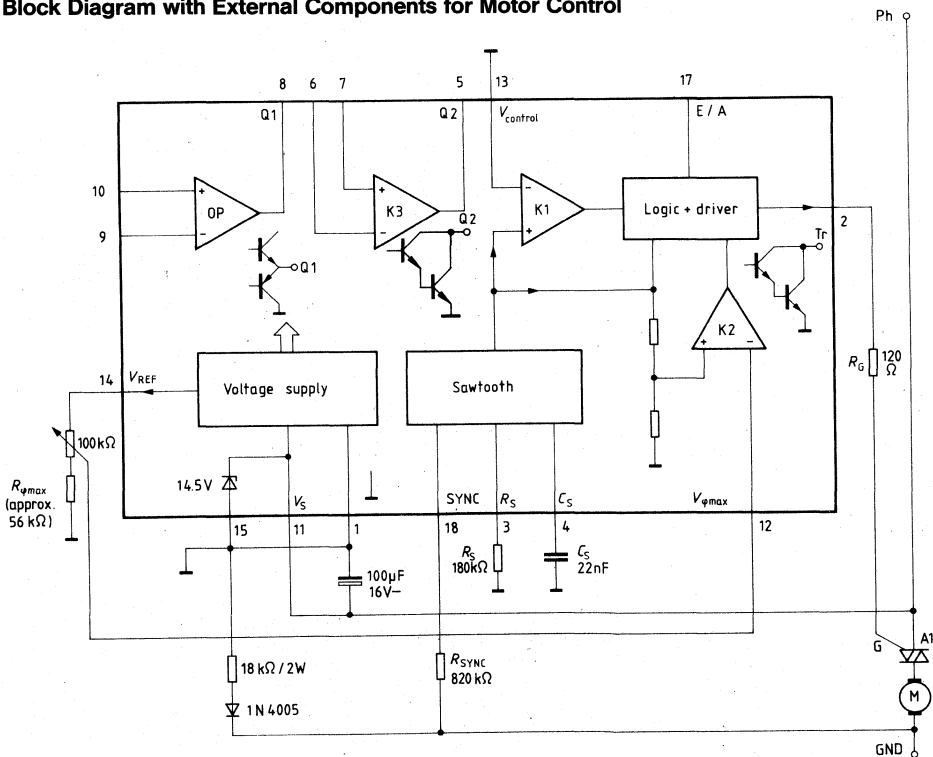 Block Diagram with External Components for Motor Control
Ph
8 6 7 5 13 17
Q1 Q2 Vcontrol E / A
10
+
OP
9
−
+
K3
−
Q2
−
K1
+
Logic + driver
2
Tr
Q1
K2
+ −
RG 120 Ω
14 VREF
Voltage supply
Sawtooth
100kΩ
Rφmax
(approx.
56 kΩ)
14.5V
VS SYNC RS CS Vφmax
15 11 1 18 3 4 12
RS
180kΩ
CS
22nF
100µF
16V−
G A1
18 kΩ / 2W
RSYNC
820 kΩ
1N4005
M
GND